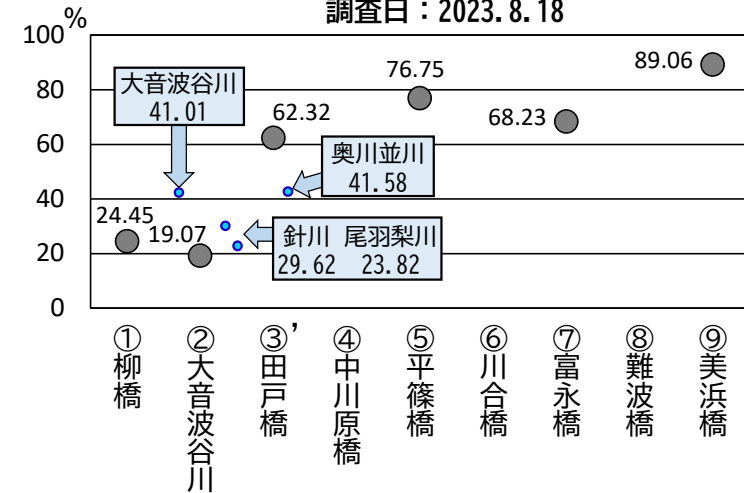 調査日：2023.8.18
%
100
80
60
40
20
0
大音波谷川
41.01
62.32
76.75
68.23
89.06
奥川並川
41.58
24.45
19.07
針川 尾羽梨川
29.62 23.82
①柳橋
②大音波谷川
③’田戸橋
④中川原橋
⑤平篠橋
⑥川合橋
⑦富永橋
⑧難波橋
⑨美浜橋